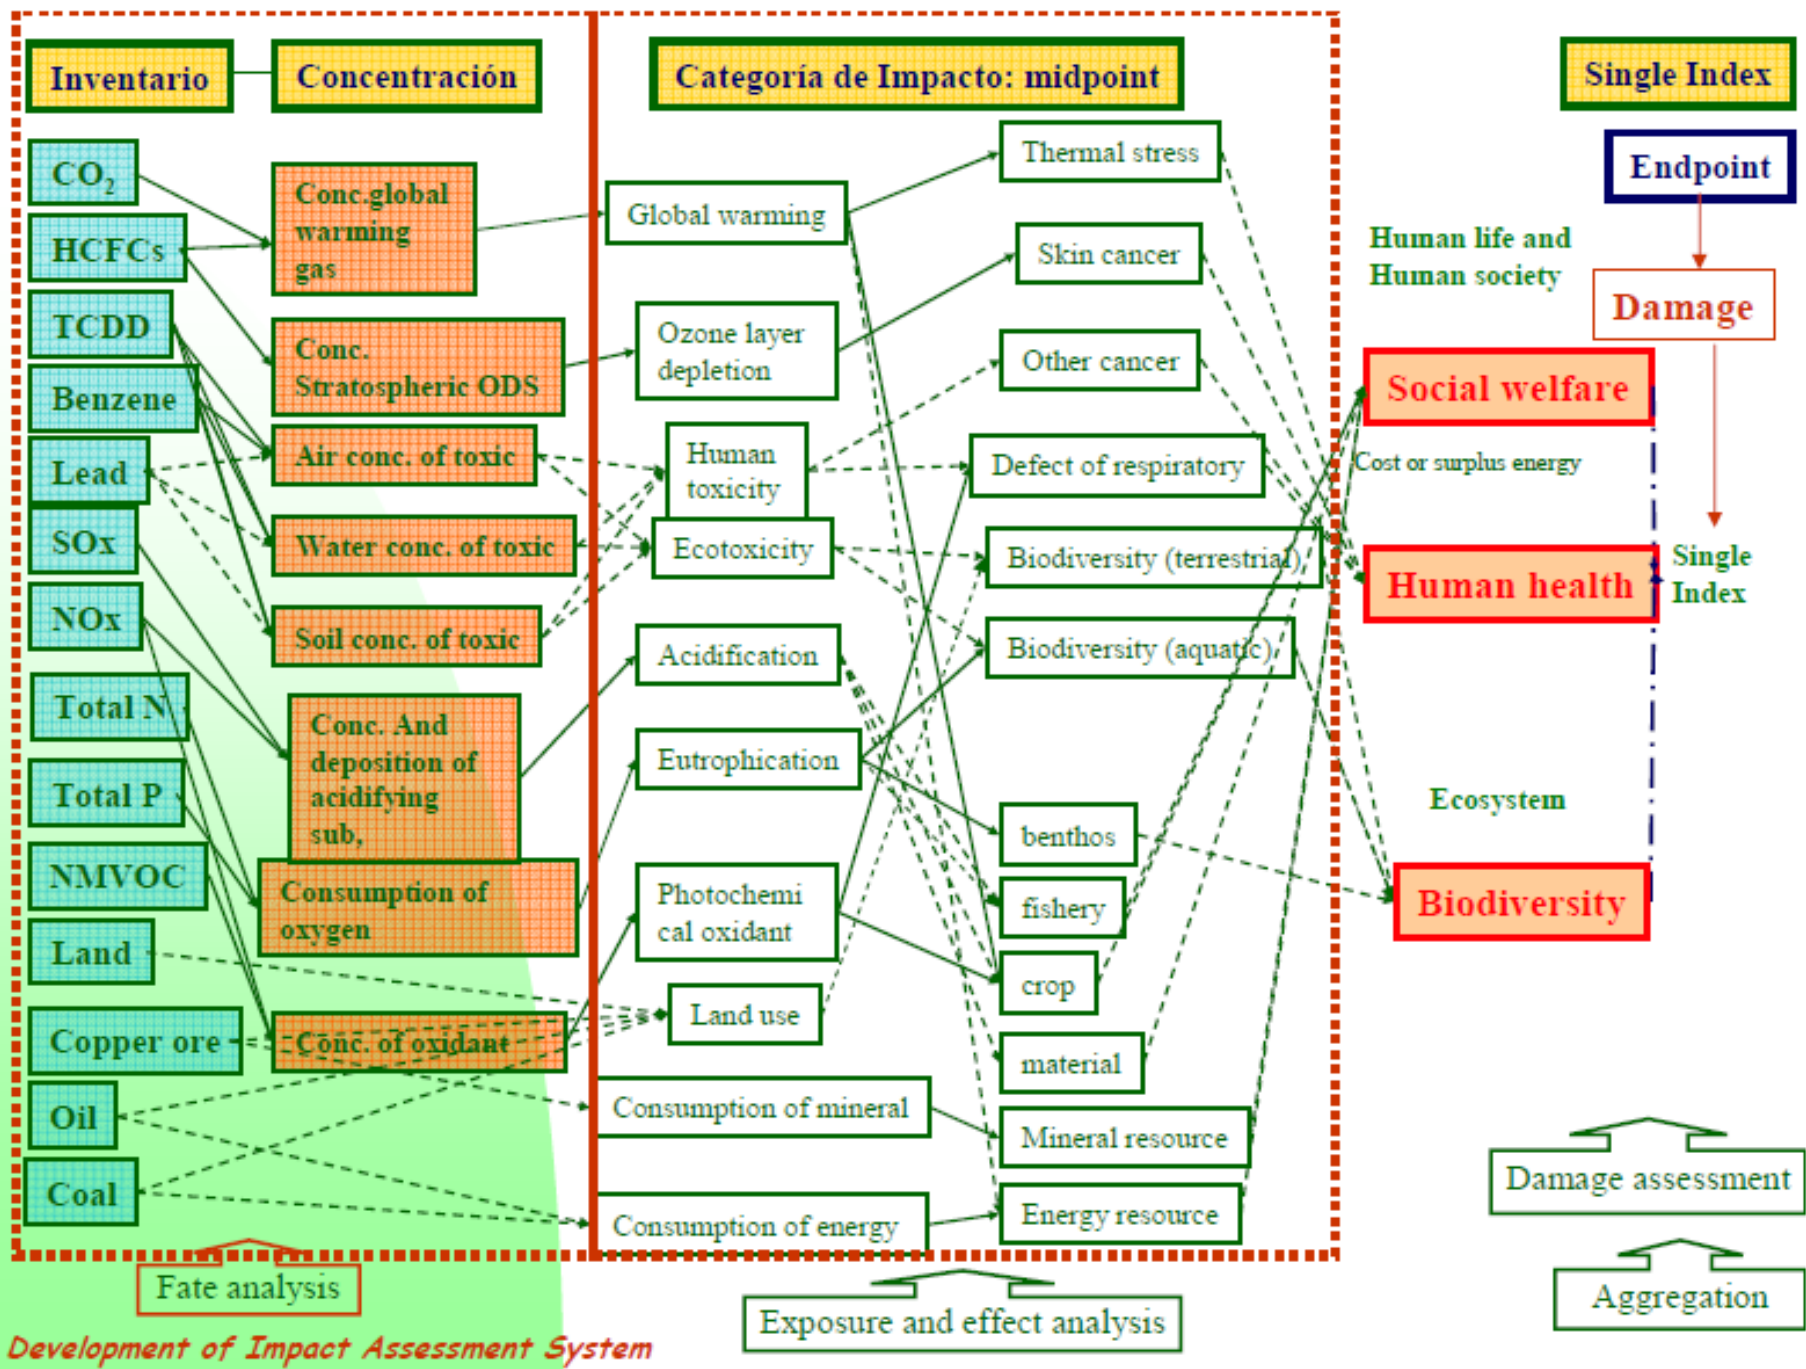 Inventario
Concentración
Categoría de Impacto: midpoint
Single Index
CO2
HCFCs
TCDD
Benzene
Lead
SOx
NOx
Total N
Total P
NMVOC
Land
Copper ore
Oil
Coal
Conc.global
warming
gas
Conc.
Stratospheric ODS
Air conc. of toxic
Water conc. of toxic
Soil conc. of toxic
Conc. And
deposition of
acidifying
sub,
Consumption of
oxygen
Conc. of oxidant
Global warming
Ozone layer
depletion
Human
toxicity
Ecotoxicity
Acidification
Eutrophication
Photochemi
cal oxidant
Land use
Consumption of mineral
Consumption of energy
Thermal stress
Skin cancer
Other cancer
Defect of respiratory
Biodiversity (terrestrial)
Biodiversity (aquatic)
benthos
fishery
crop
material
Mineral resource
Energy resource
Endpoint
Human life and
Human society
Damage
Social welfare
Cost or surplus energy
Human health
Single
Index
Ecosystem
Biodiversity
Damage assessment
Aggregation
Fate analysis
Exposure and effect analysis
Development of Impact Assessment System